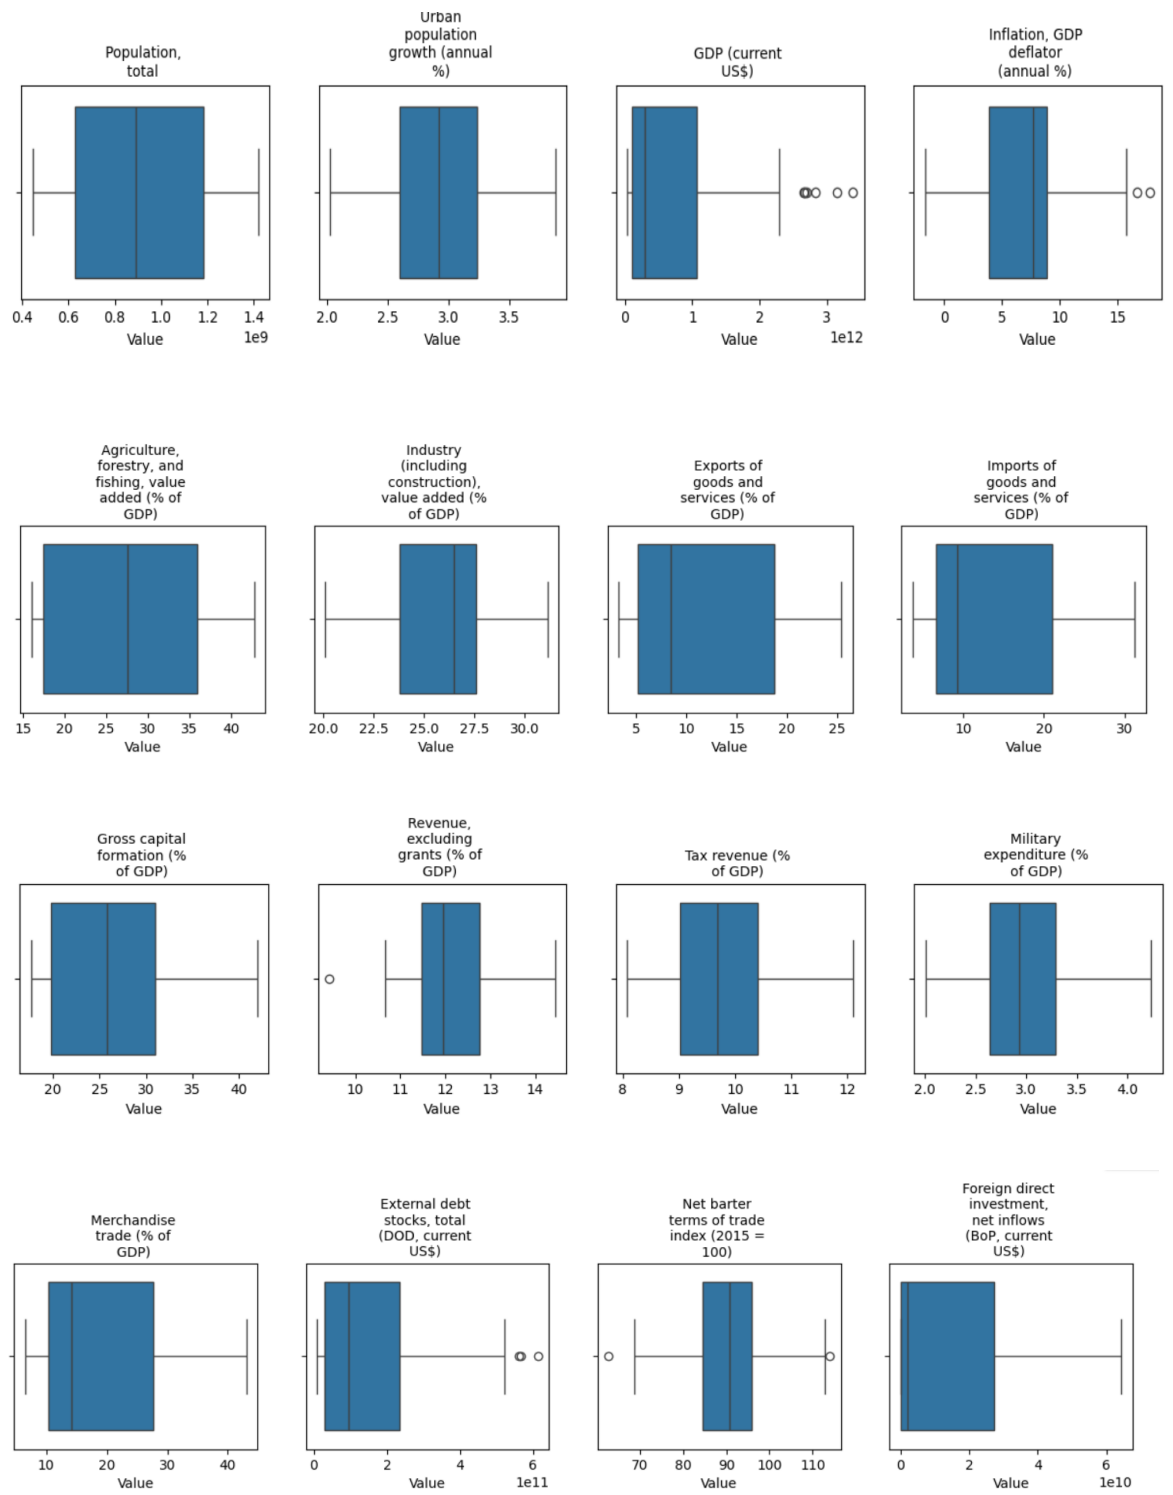 Population,
total
0.4 0.6 0.8 1.0 1.2 1.4
Value
1e9
Urban
population
growth (annual
%)
2.0 2.5 3.0 3.5
Value
GDP (current
US$)
0 1 2 3
Value
1e12
Inflation, GDP
deflator
(annual %)
0 5 10 15
Value
Agriculture,
forestry, and
fishing, value
added (% of
GDP)
15 20 25 30 35 40
Value
Industry
(including
construction),
value added (%
of GDP)
20.0 22.5 25.0 27.5 30.0
Value
Exports of
goods and
services (% of
GDP)
5 10 15 20 25
Value
Imports of
goods and
services (% of
GDP)
10 20 30
Value
Gross capital
formation (%
of GDP)
20 25 30 35 40
Value
Revenue,
excluding
grants (% of
GDP)
10 11 12 13 14
Value
Tax revenue (%
of GDP)
8 9 10 11 12
Value
Military
expenditure (%
of GDP)
2.0 2.5 3.0 3.5 4.0
Value
Merchandise
trade (% of
GDP)
10 20 30 40
Value
External debt
stocks, total
(DOD, current
US$)
0 2 4 6
Value
1e11
Net barter
terms of trade
index (2015 =
100)
70 80 90 100 110
Value
Foreign direct
investment,
net inflows
(BoP, current
US$)
0 2 4 6
Value
1e10